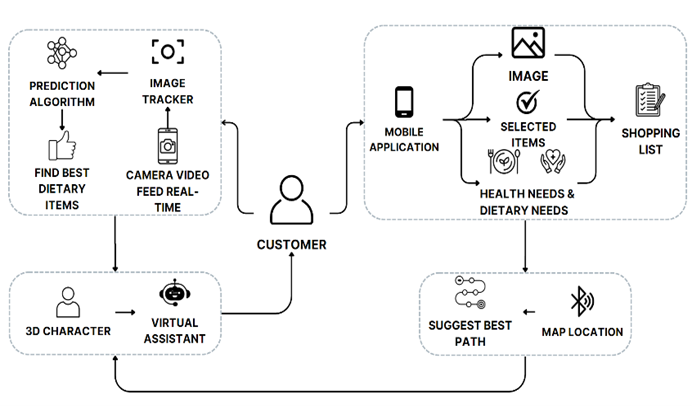 PREDICTION
ALGORITHM
IMAGE
TRACKER
FIND BEST
DIETARY
ITEMS
CAMERA VIDEO
FEED REAL-
TIME
CUSTOMER
MOBILE
APPLICATION
IMAGE
SELECTED
ITEMS
HEALTH NEEDS &
DIETARY NEEDS
SHOPPING
LIST
3D CHARACTER
VIRTUAL
ASSISTANT
SUGGEST BEST
PATH
MAP LOCATION